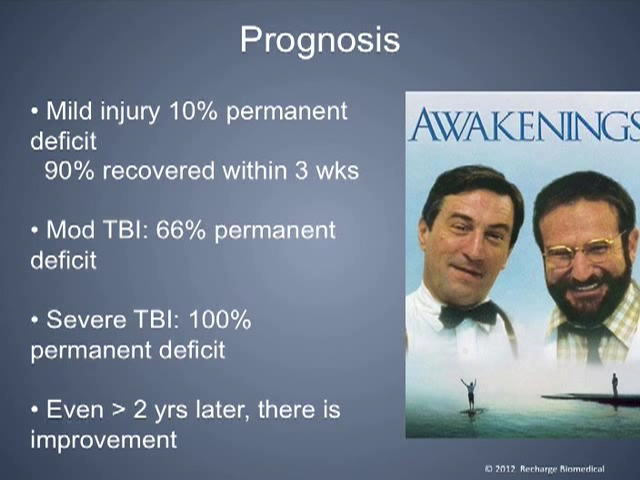 Prognosis
• Mild injury 10% permanent
deficit
90% recovered within 3 wks
• Mod TBI: 66% permanent
deficit
• Severe TBI: 100%
permanent deficit
• Even > 2 yrs later, there is
improvement
AWAKENINGS
© 2012 Recharge Biomedical